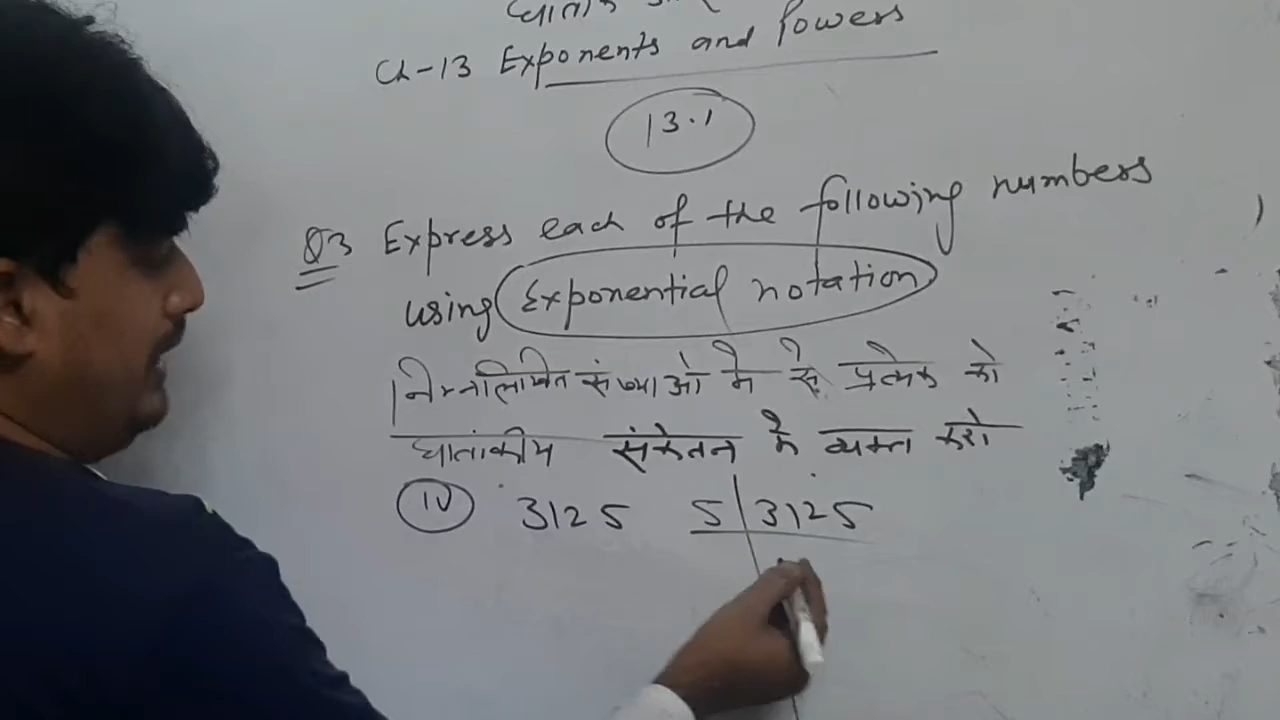 घातांक
Ch-13 Exponents and Powers
13.1
Q3 Express each of the following numbers
using Exponential notation
निम्नलिखित संख्याओ मे से प्रत्येक को
घातांकीय संकेतन मे व्यक्त करो
IV 3125 5 3125